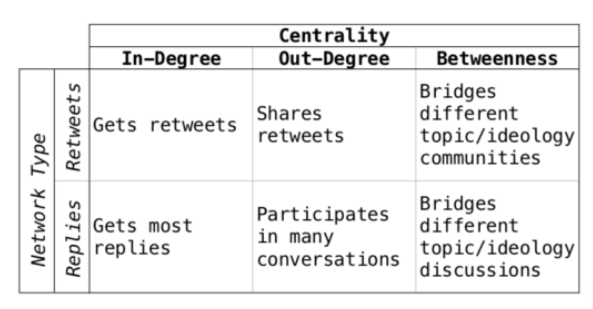 Centrality
In-Degree
Out-Degree
Betweenness
Network Type
Retweets
Gets retweets
Shares
retweets
Bridges
different
topic/ideology
communities
Replies
Gets most
replies
Participates
in many
conversations
Bridges
different
topic/ideology
discussions